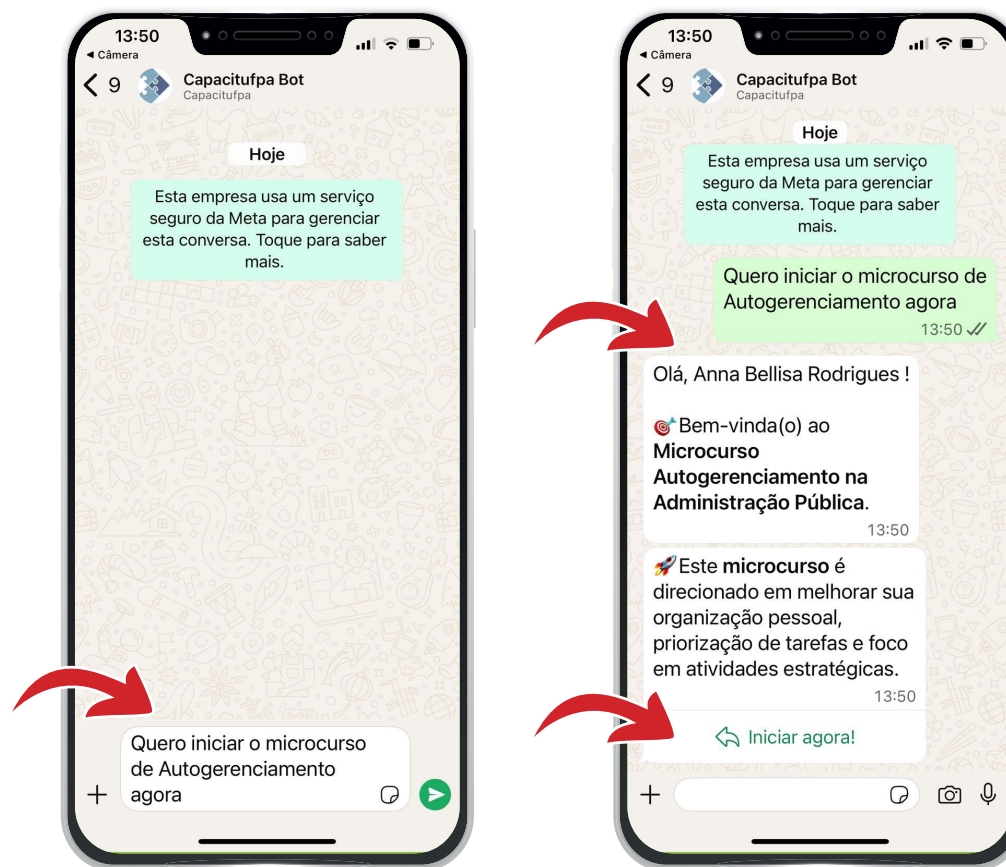 13:50
Câmera
9
Capacitufpa Bot
Capacitufpa
Hoje
Esta empresa usa um serviço
seguro da Meta para gerenciar
esta conversa. Toque para saber
mais.
Quero iniciar o microcurso
de Autogerenciamento
agora
13:50
Câmera
9
Capacitufpa Bot
Capacitufpa
Hoje
Esta empresa usa um serviço
seguro da Meta para gerenciar
esta conversa. Toque para saber
mais.
Quero iniciar o microcurso de
Autogerenciamento agora
13:50
Olá, Anna Bellisa Rodrigues !
🎯Bem-vinda(o) ao
Microcurso
Autogerenciamento na
Administração Pública.
13:50
🚀Este microcurso é
direcionado em melhorar sua
organização pessoal,
priorização de tarefas e foco
em atividades estratégicas.
13:50
Iniciar agora!